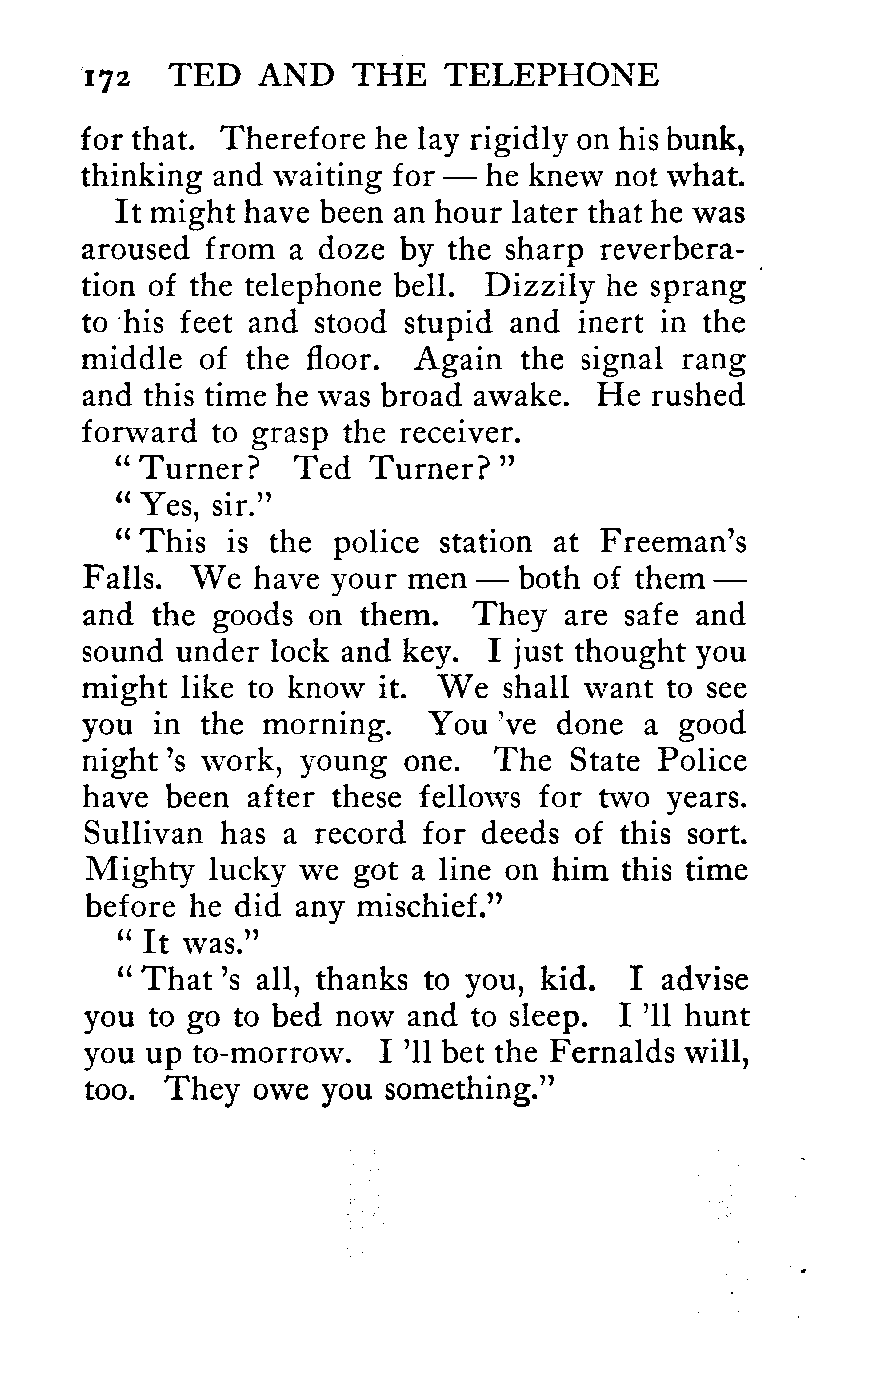 172 TED AND THE TELEPHONE
for that. Therefore he lay rigidly on his bunk,
thinking and waiting for — he knew not what.
It might have been an hour later that he was
aroused from a doze by the sharp reverbera-
tion of the telephone bell. Dizzily he sprang
to his feet and stood stupid and inert in the
middle of the floor. Again the signal rang
and this time he was broad awake. He rushed
forward to grasp the receiver.
“ Turner? Ted Turner? ”
“ Yes, sir.”
“ This is the police station at Freeman’s
Falls. We have your men — both of them —
and the goods on them. They are safe and
sound under lock and key. I just thought you
might like to know it. We shall want to see
you in the morning. You ’ve done a good
night ’s work, young one. The State Police
have been after these fellows for two years.
Sullivan has a record for deeds of this sort.
Mighty lucky we got a line on him this time
before he did any mischief.”
“ It was.”
“ That ’s all, thanks to you, kid. I advise
you to go to bed now and to sleep. I ’ll hunt
you up to-morrow. I ’ll bet the Fernalds will,
too. They owe you something.”